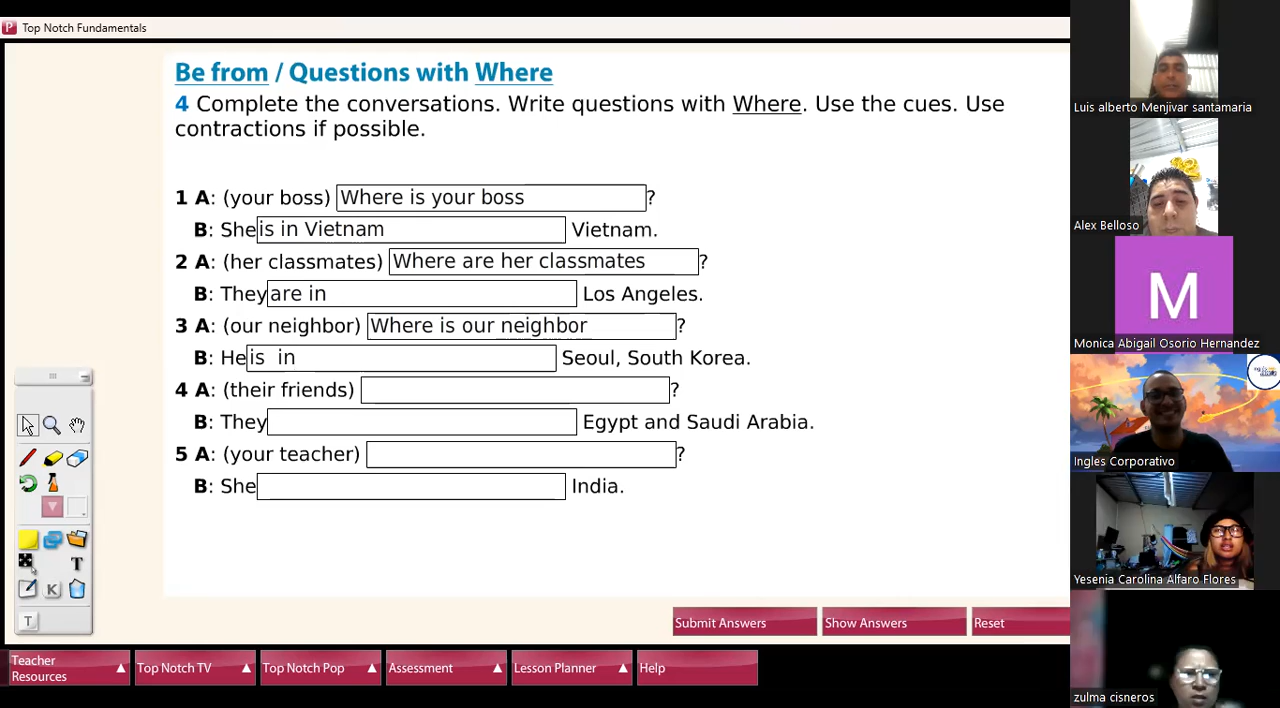 Top Notch Fundamentals
Be from / Questions with Where
4 Complete the conversations. Write questions with Where. Use the cues. Use
contractions if possible.
1 A: (your boss) Where is your boss ?
B: She is in Vietnam Vietnam.
2 A: (her classmates) Where are her classmates ?
B: They are in Los Angeles.
3 A: (our neighbor) Where is our neighbor ?
B: He is in Seoul, South Korea.
4 A: (their friends) ?
B: They Egypt and Saudi Arabia.
5 A: (your teacher) ?
B: She India.
T
K
T
Submit Answers
Show Answers
Reset
Teacher
Resources
Top Notch TV
Top Notch Pop
Assessment
Lesson Planner
Help
Luis alberto Menjivar santamaria
Alex Belloso
M
Monica Abigail Osorio Hernandez
Ingles Corporativo
Yesenia Carolina Alfaro Flores
zulma cisneros